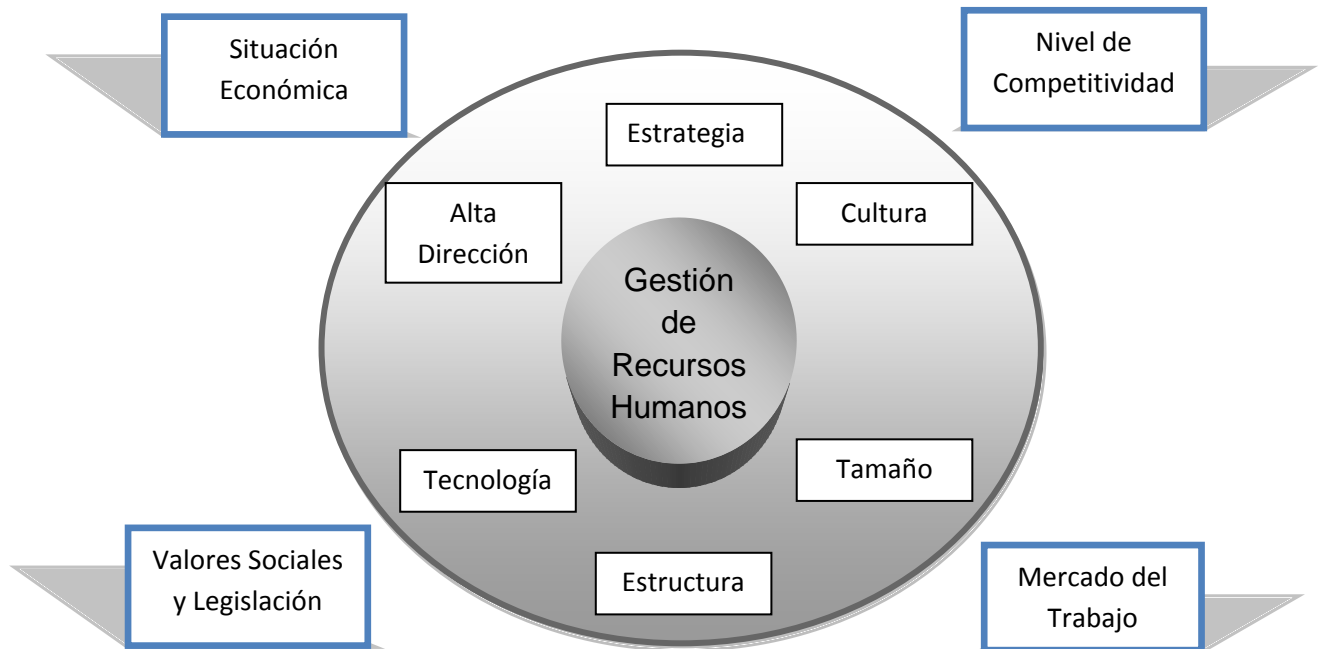 Situación
Económica
Nivel de
Competitividad
Estrategia
Alta
Dirección
Cultura
Gestión
de
Recursos
Humanos
Tecnología
Tamaño
Estructura
Valores Sociales
y Legislación
Mercado del
Trabajo